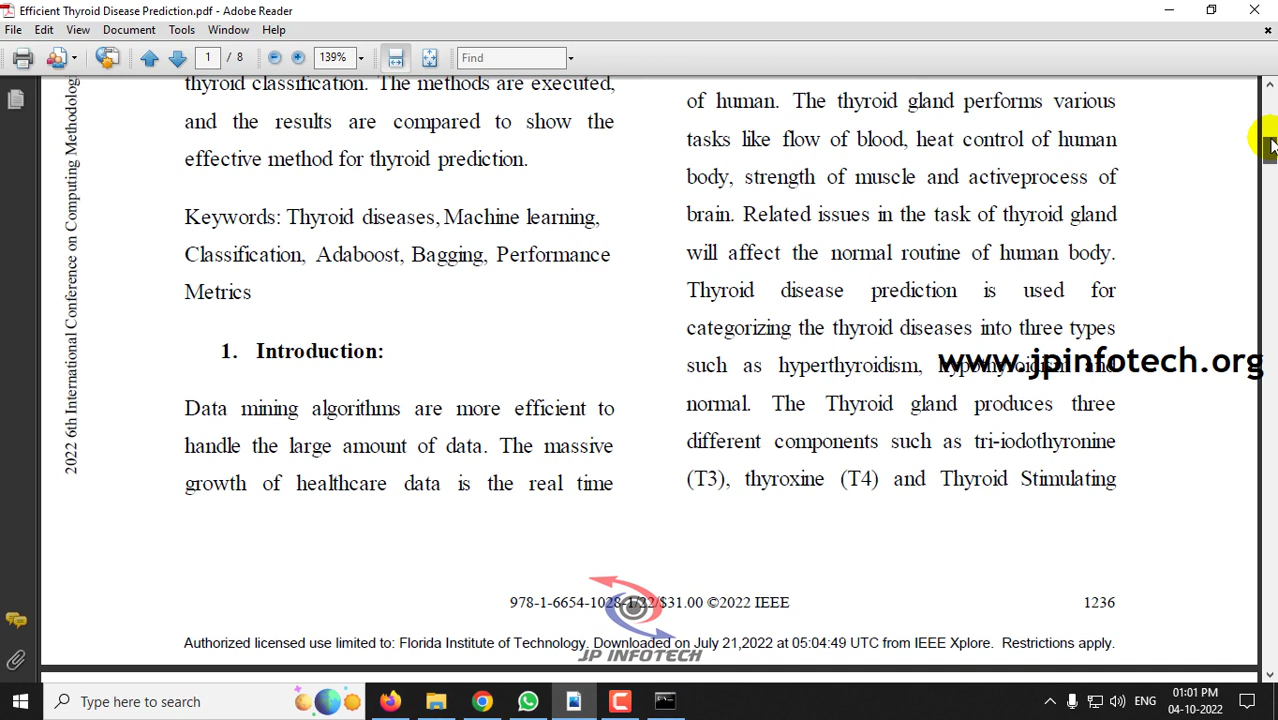 Efficient Thyroid Disease Prediction.pdf - Adobe Reader
File Edit View Document Tools Window Help
1 / 8 139% Find
2022 6th International Conference on Computing Methodolog
thyroid classification. The methods are executed,
and the results are compared to show the
effective method for thyroid prediction.
Keywords: Thyroid diseases, Machine learning,
Classification, Adaboost, Bagging, Performance
Metrics
1. Introduction:
Data mining algorithms are more efficient to
handle the large amount of data. The massive
growth of healthcare data is the real time
of human. The thyroid gland performs various
tasks like flow of blood, heat control of human
body, strength of muscle and activeprocess of
brain. Related issues in the task of thyroid gland
will affect the normal routine of human body.
Thyroid disease prediction is used for
categorizing the thyroid diseases into three types
such as hyperthyroidism, hypothyroidism and
www.jpinfotech.org
normal. The Thyroid gland produces three
different components such as tri-iodothyronine
(T3), thyroxine (T4) and Thyroid Stimulating
978-1-6654-1028-1/22/$31.00 ©2022 IEEE
1236
Authorized licensed use limited to: Florida Institute of Technology. Downloaded on July 21,2022 at 05:04:49 UTC from IEEE Xplore. Restrictions apply.
JP INFOTECH
Type here to search
ENG
01:01 PM
04-10-2022